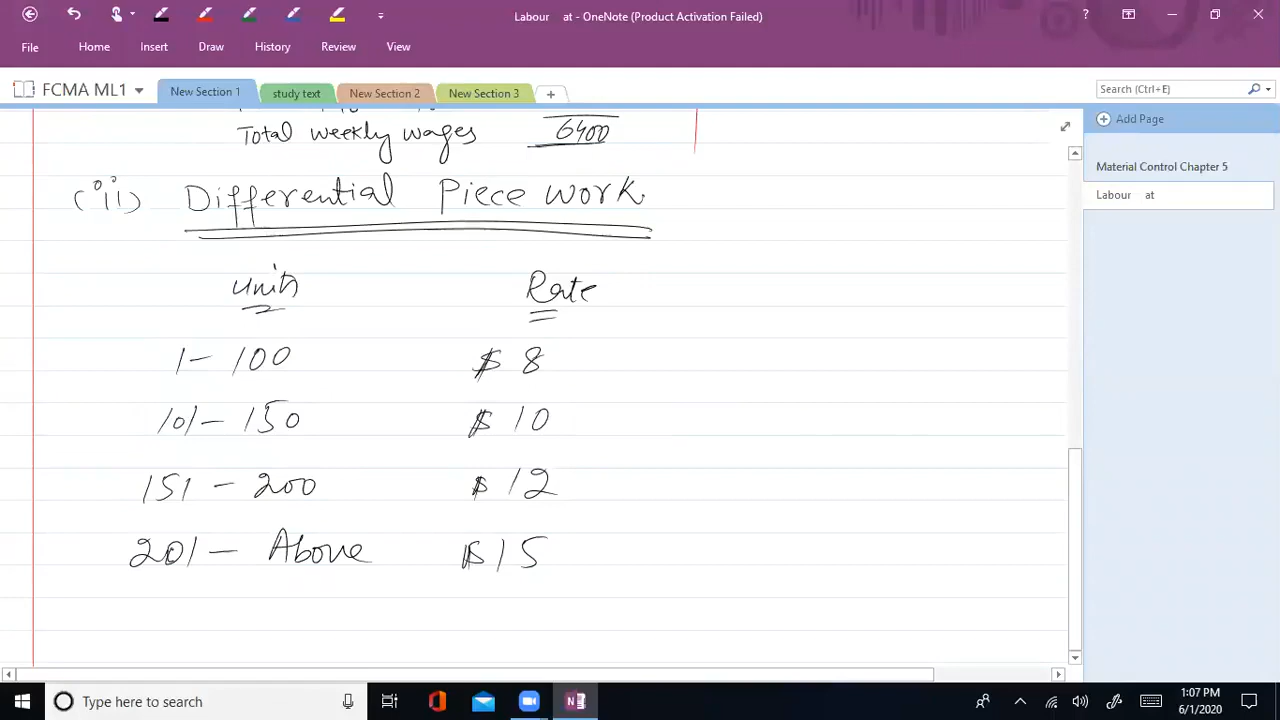 Labour at - OneNote (Product Activation Failed)
File Home Insert Draw History Review View
FCMA ML1 New Section 1 study text New Section 2 New Section 3
Search (Ctrl+E)
Add Page
Material Control Chapter 5
Labour at
Total weekly wages 6400
(ii) Differential Piece work.
Units Rate
1- 100 $ 8
101- 150 $ 10
151 - 200 $ 12
201- Above $15
Type here to search
1:07 PM
6/1/2020